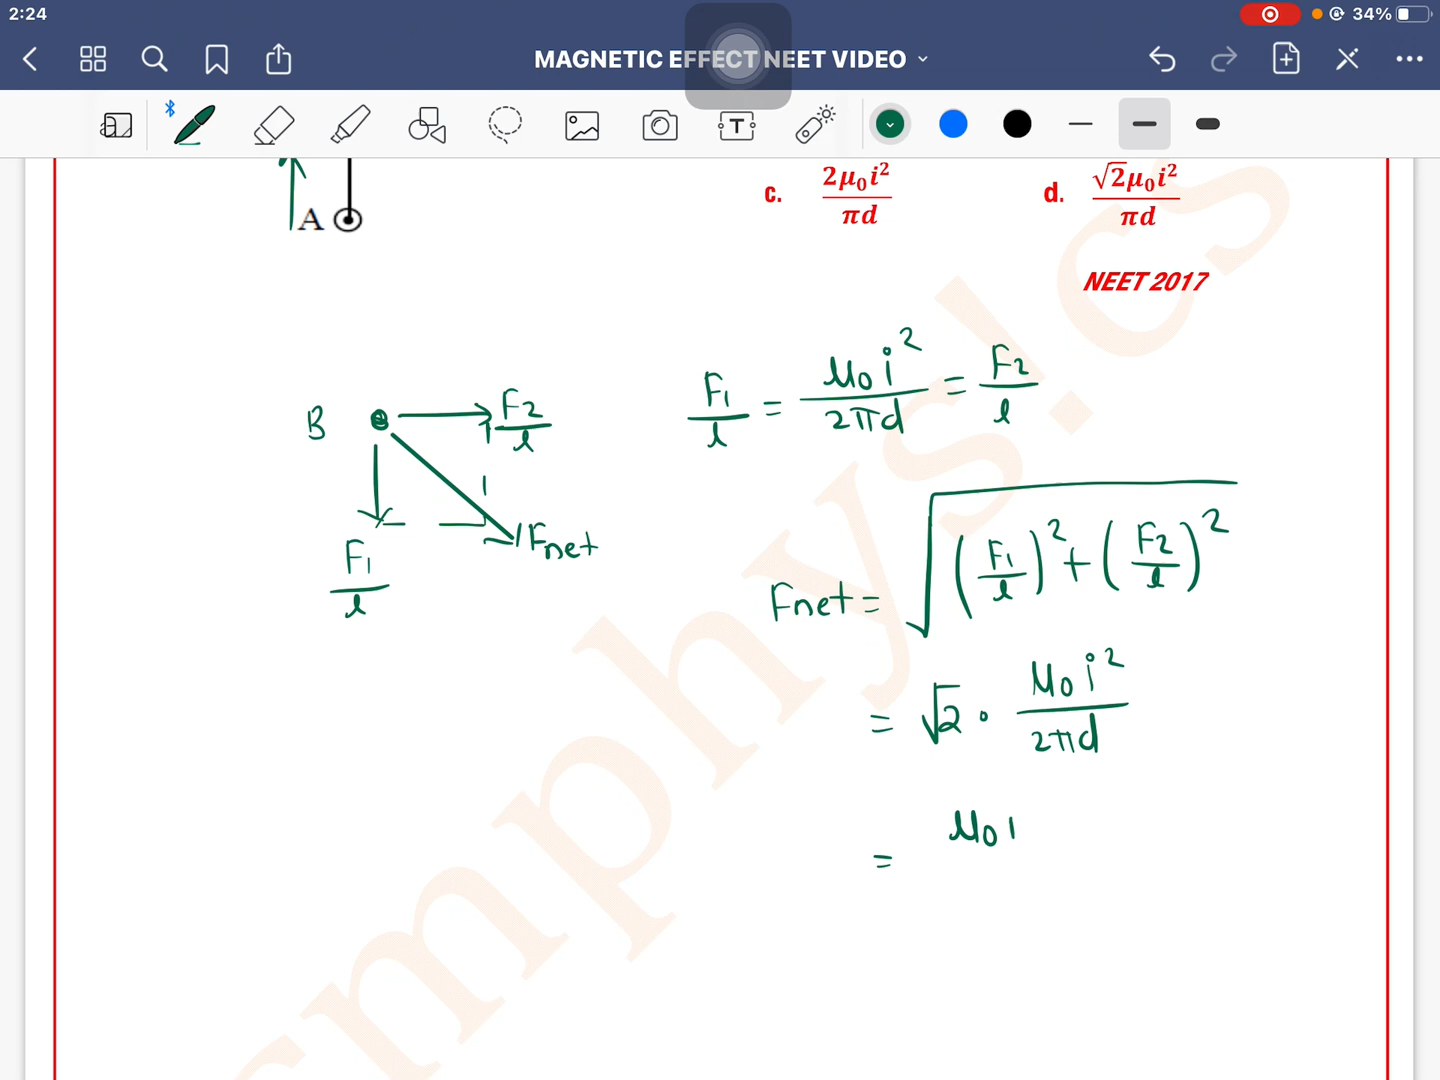 2:24
34%
MAGNETIC EFFECT NEET VIDEO
T
A
c. 2μ₀i²/πd
d. √2μ₀i²/πd
NEET 2017
B
F2/l
F1/l
Fnet
F1/l = μ₀i²/2πd = F2/l
Fnet = √((F1/l)² + (F2/l)²)
= √2 · μ₀i²/2πd
= μ₀ı